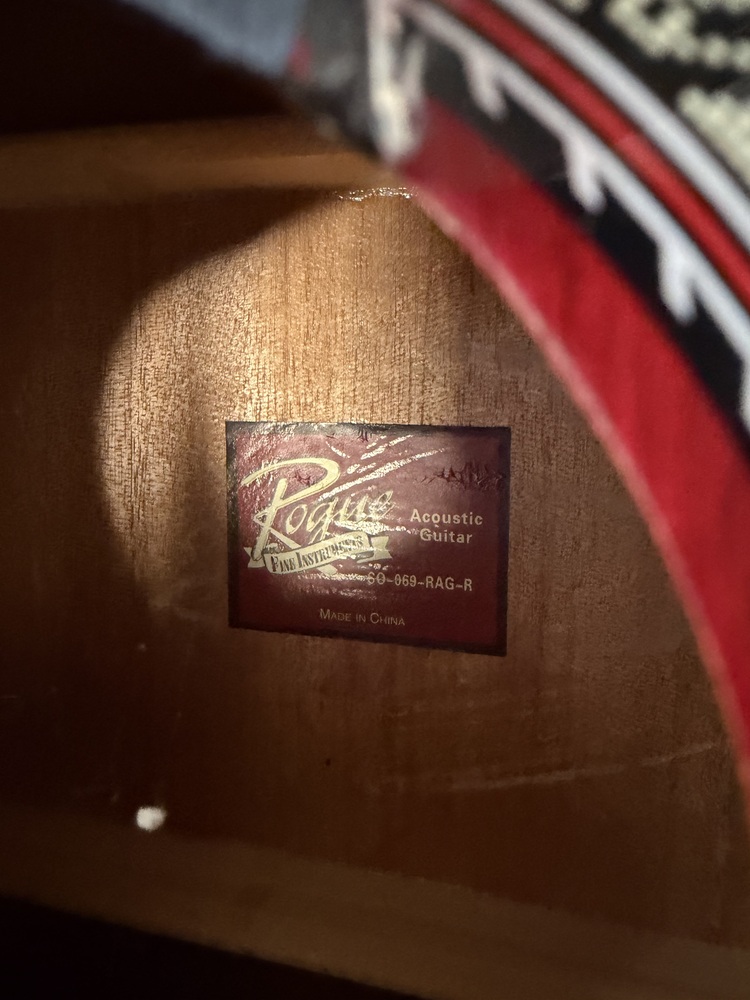 Rogue
FINE INSTRUMENTS
Acoustic
Guitar
SO-069-RAG-R
MADE IN CHINA